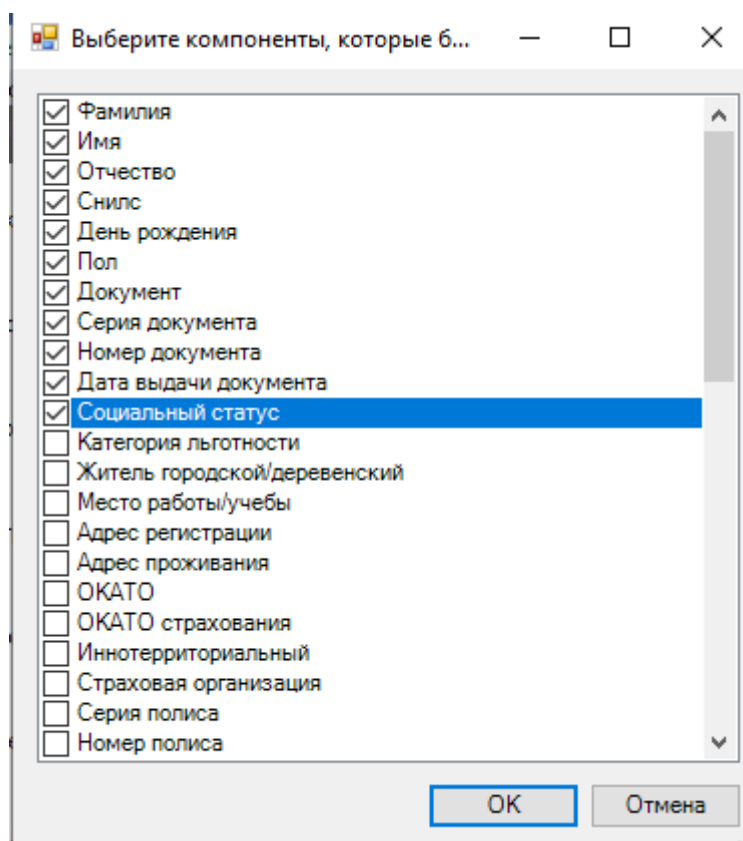 Выберите компоненты, которые б...
Фамилия
Имя
Отчество
Снилс
День рождения
Пол
Документ
Серия документа
Номер документа
Дата выдачи документа
Социальный статус
Категория льготности
Житель городской/деревенский
Место работы/учебы
Адрес регистрации
Адрес проживания
ОКАТО
ОКАТО страхования
Иннотерриториальный
Страховая организация
Серия полиса
Номер полиса
OK Отмена